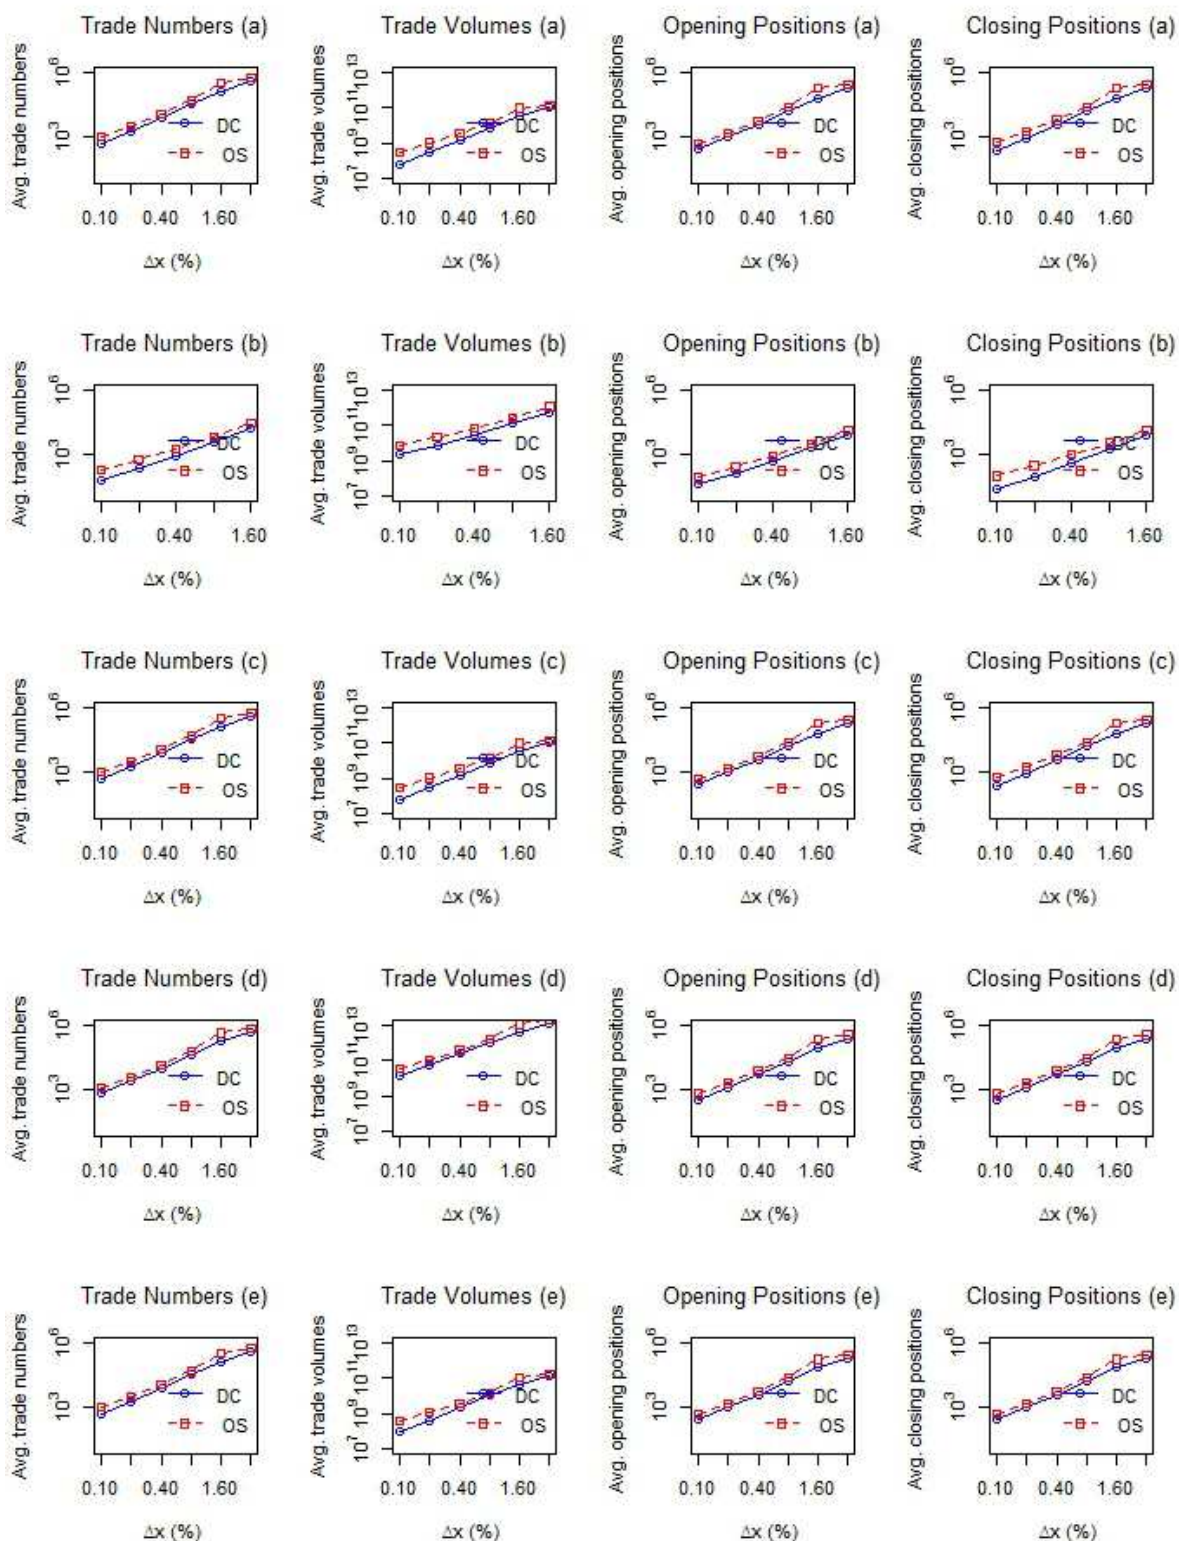 Trade Numbers (a)
Avg. trade numbers
10^6
10^3
DC
OS
0.10 0.40 1.60
Δx (%)
Trade Volumes (a)
Avg. trade volumes
10^13
10^11
10^9
10^7
DC
OS
0.10 0.40 1.60
Δx (%)
Opening Positions (a)
Avg. opening positions
10^6
10^3
DC
OS
0.10 0.40 1.60
Δx (%)
Closing Positions (a)
Avg. closing positions
10^6
10^3
DC
OS
0.10 0.40 1.60
Δx (%)
Trade Numbers (b)
Avg. trade numbers
10^6
10^3
DC
OS
0.10 0.40 1.60
Δx (%)
Trade Volumes (b)
Avg. trade volumes
10^13
10^11
10^9
10^7
DC
OS
0.10 0.40 1.60
Δx (%)
Opening Positions (b)
Avg. opening positions
10^6
10^3
DC
OS
0.10 0.40 1.60
Δx (%)
Closing Positions (b)
Avg. closing positions
10^6
10^3
DC
OS
0.10 0.40 1.60
Δx (%)
Trade Numbers (c)
Avg. trade numbers
10^6
10^3
DC
OS
0.10 0.40 1.60
Δx (%)
Trade Volumes (c)
Avg. trade volumes
10^13
10^11
10^9
10^7
DC
OS
0.10 0.40 1.60
Δx (%)
Opening Positions (c)
Avg. opening positions
10^6
10^3
DC
OS
0.10 0.40 1.60
Δx (%)
Closing Positions (c)
Avg. closing positions
10^6
10^3
DC
OS
0.10 0.40 1.60
Δx (%)
Trade Numbers (d)
Avg. trade numbers
10^6
10^3
DC
OS
0.10 0.40 1.60
Δx (%)
Trade Volumes (d)
Avg. trade volumes
10^13
10^11
10^9
10^7
DC
OS
0.10 0.40 1.60
Δx (%)
Opening Positions (d)
Avg. opening positions
10^6
10^3
DC
OS
0.10 0.40 1.60
Δx (%)
Closing Positions (d)
Avg. closing positions
10^6
10^3
DC
OS
0.10 0.40 1.60
Δx (%)
Trade Numbers (e)
Avg. trade numbers
10^6
10^3
DC
OS
0.10 0.40 1.60
Δx (%)
Trade Volumes (e)
Avg. trade volumes
10^13
10^11
10^9
10^7
DC
OS
0.10 0.40 1.60
Δx (%)
Opening Positions (e)
Avg. opening positions
10^6
10^3
DC
OS
0.10 0.40 1.60
Δx (%)
Closing Positions (e)
Avg. closing positions
10^6
10^3
DC
OS
0.10 0.40 1.60
Δx (%)